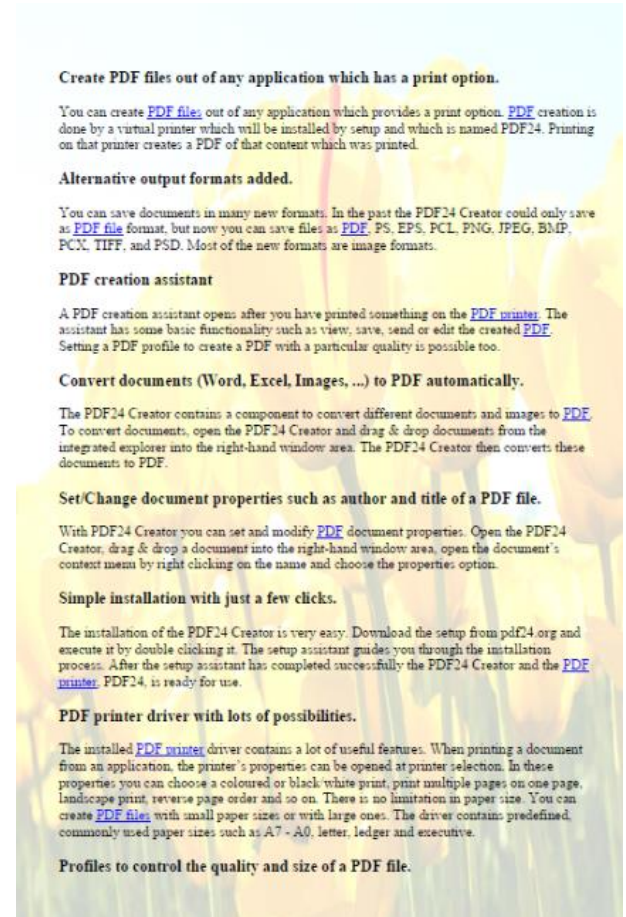 Create PDF files out of any application which has a print option.
You can create PDF files out of any application which provides a print option. PDF creation is
done by a virtual printer which will be installed by setup and which is named PDF24. Printing
on that printer creates a PDF of that content which was printed.
Alternative output formats added.
You can save documents in many new formats. In the past the PDF24 Creator could only save
as PDF file format, but now you can save files as PDF, PS, EPS, PCL, PNG, JPEG, BMP,
PCX, TIFF, and PSD. Most of the new formats are image formats.
PDF creation assistant
A PDF creation assistant opens after you have printed something on the PDF printer. The
assistant has some basic functionality such as view, save, send or edit the created PDF.
Setting a PDF profile to create a PDF with a particular quality is possible too.
Convert documents (Word, Excel, Images, ...) to PDF automatically.
The PDF24 Creator contains a component to convert different documents and images to PDF.
To convert documents, open the PDF24 Creator and drag & drop documents from the
integrated explorer into the right-hand window area. The PDF24 Creator then converts these
documents to PDF.
Set/Change document properties such as author and title of a PDF file.
With PDF24 Creator you can set and modify PDF document properties. Open the PDF24
Creator, drag & drop a document into the right-hand window area, open the document's
context menu by right clicking on the name and choose the properties option.
Simple installation with just a few clicks.
The installation of the PDF24 Creator is very easy. Download the setup from pdf24.org and
execute it by double clicking it. The setup assistant guides you through the installation
process. After the setup assistant has completed successfully the PDF24 Creator and the PDF
printer, PDF24, is ready for use.
PDF printer driver with lots of possibilities.
The installed PDF printer driver contains a lot of useful features. When printing a document
from an application, the printer's properties can be opened at printer selection. In these
properties you can choose a coloured or black/white print, print multiple pages on one page,
landscape print, reverse page order and so on. There is no limitation in paper size. You can
create PDF files with small paper sizes or with large ones. The driver contains predefined,
commonly used paper sizes such as A7 - A0, letter, ledger and executive.
Profiles to control the quality and size of a PDF file.